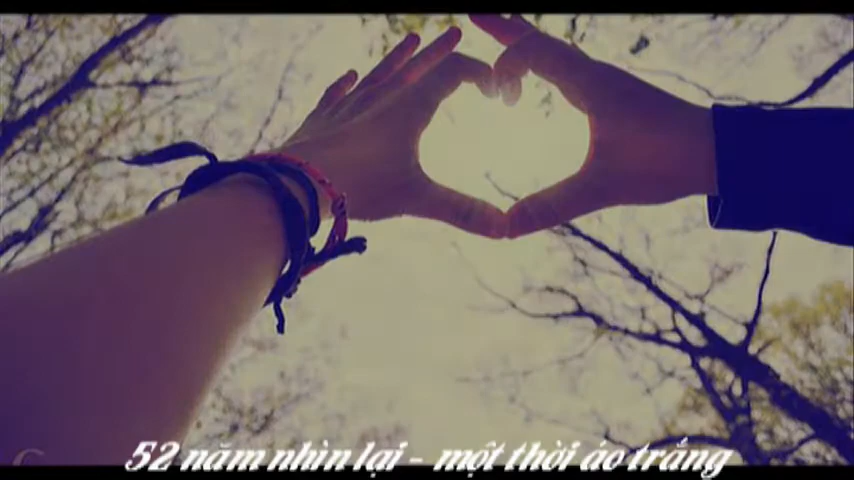 52 năm nhìn lại - một thời áo trắng